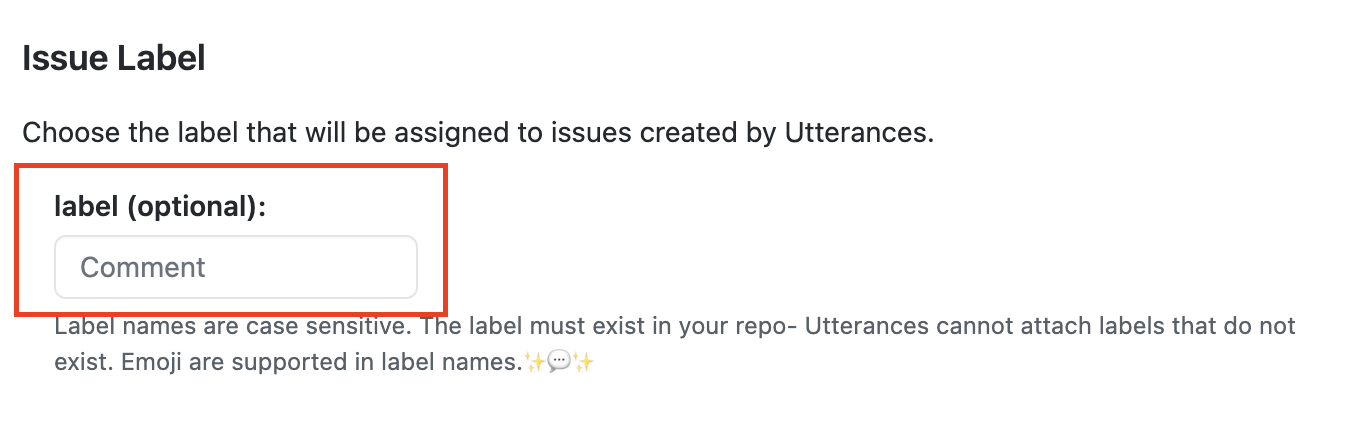 Issue Label
Choose the label that will be assigned to issues created by Utterances.
label (optional):
Comment
Label names are case sensitive. The label must exist in your repo- Utterances cannot attach labels that do not
exist. Emoji are supported in label names.✨💬✨